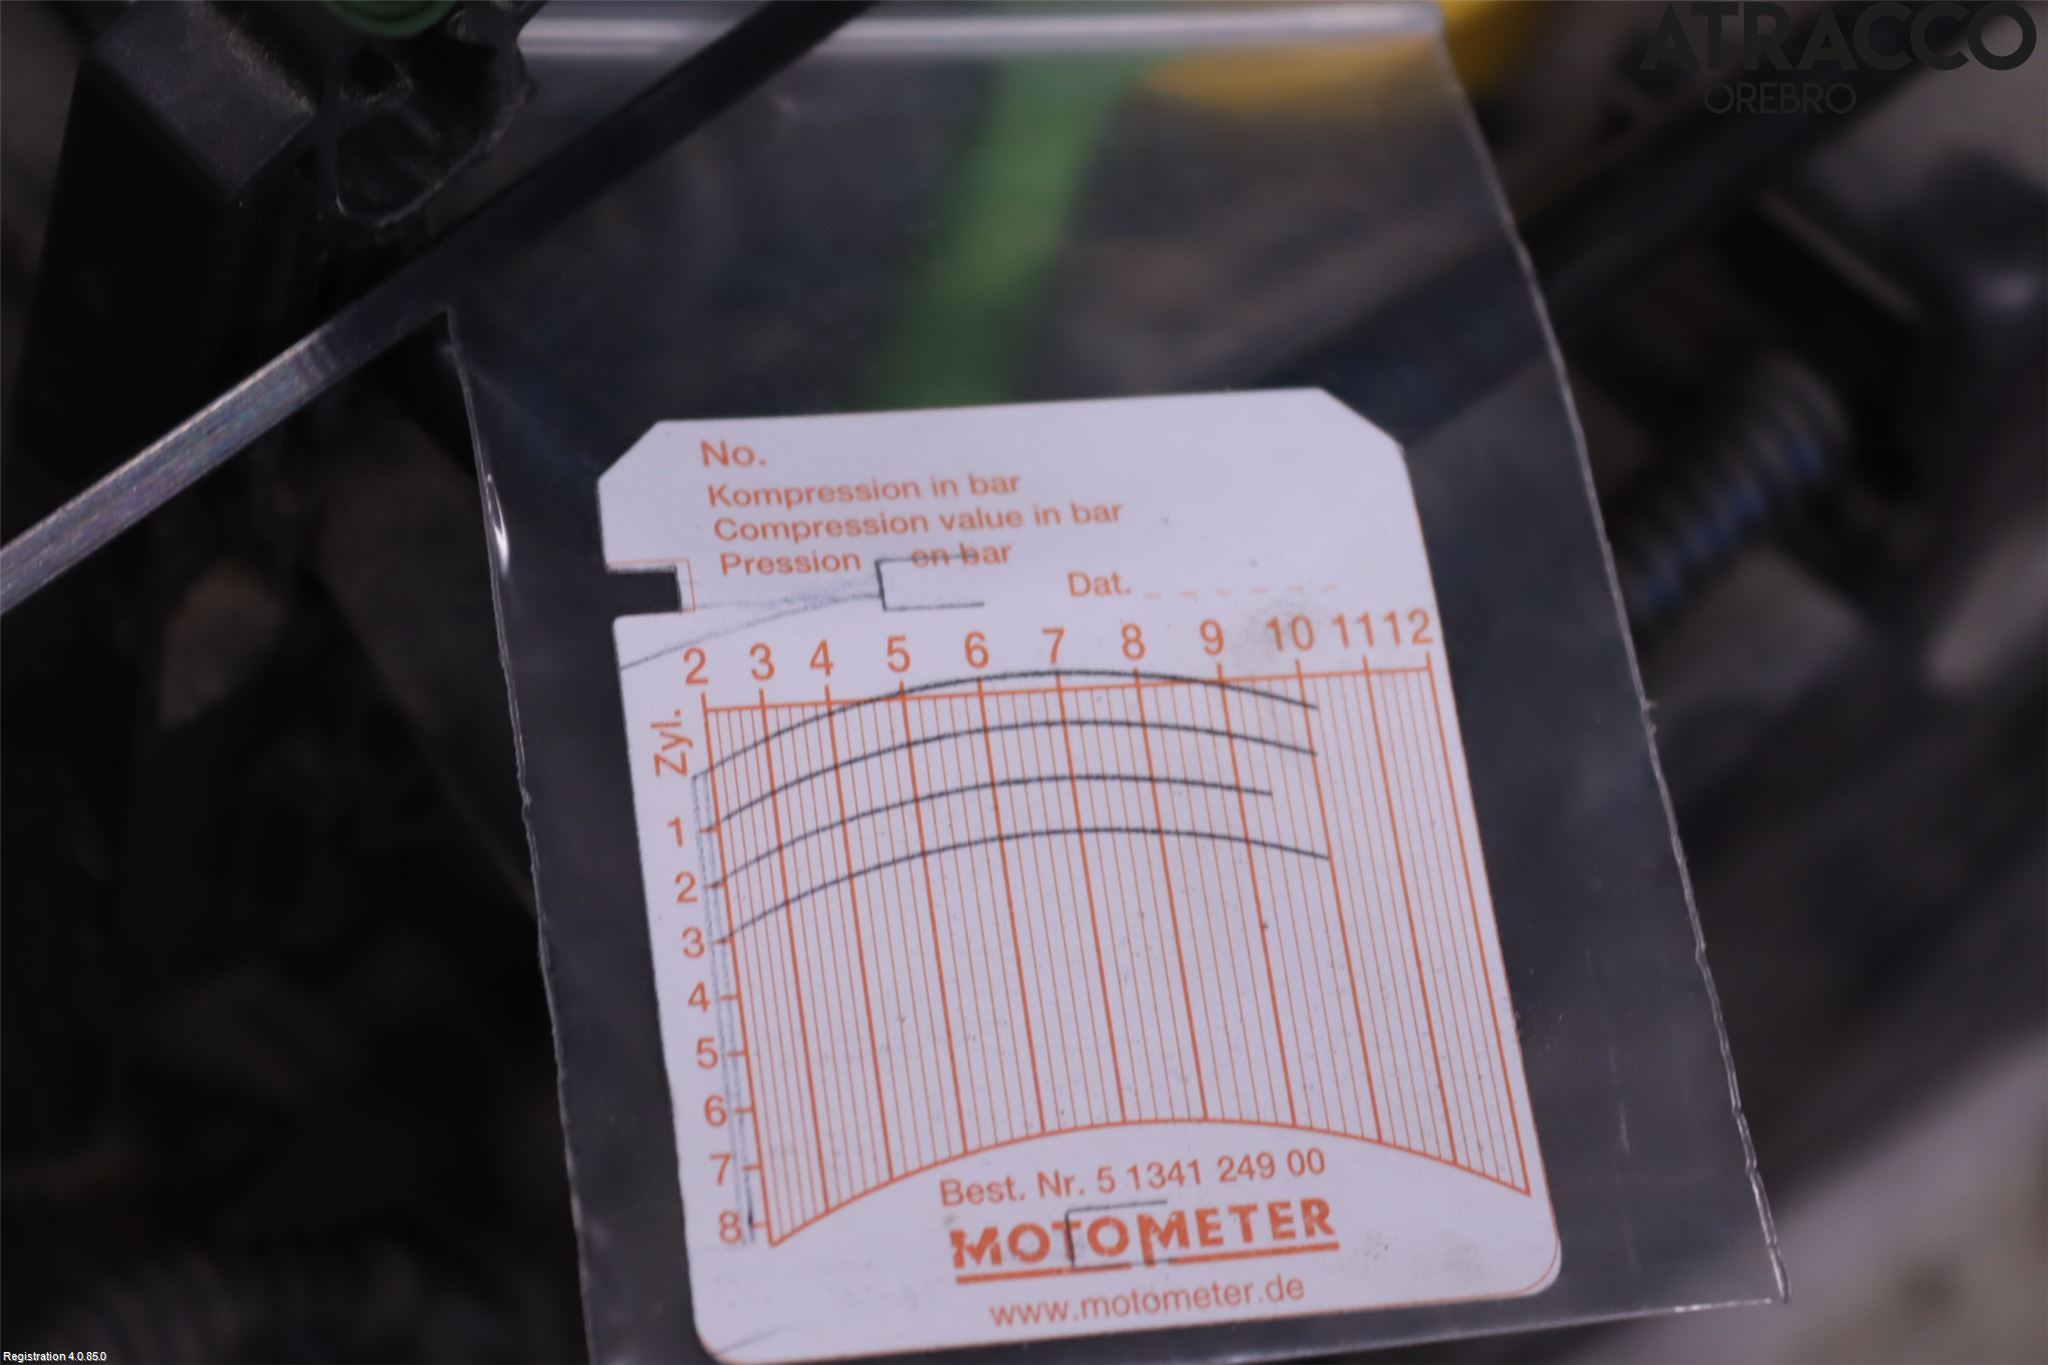 ATRACCO
OREBRO
No.
Kompression in bar
Compression value in bar
Pression en bar
Dat.
2 3 4 5 6 7 8 9 10 11 12
Zyl.
1
2
3
4
5
6
7
8
Best. Nr. 5 1341 249 00
MOTOMETER
www.motometer.de
Registration 4.0.85.0